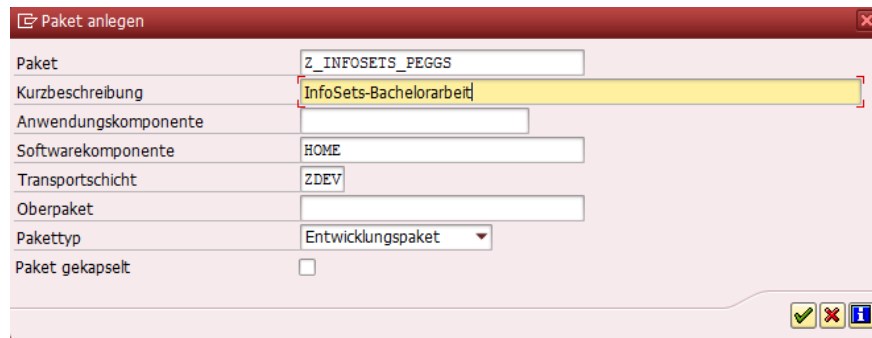 Paket anlegen
Paket Z_INFOSETS_PEGGS
Kurzbeschreibung InfoSets-Bachelorarbeit
Anwendungskomponente
Softwarekomponente HOME
Transportschicht ZDEV
Oberpaket
Pakettyp Entwicklungspaket
Paket gekapselt